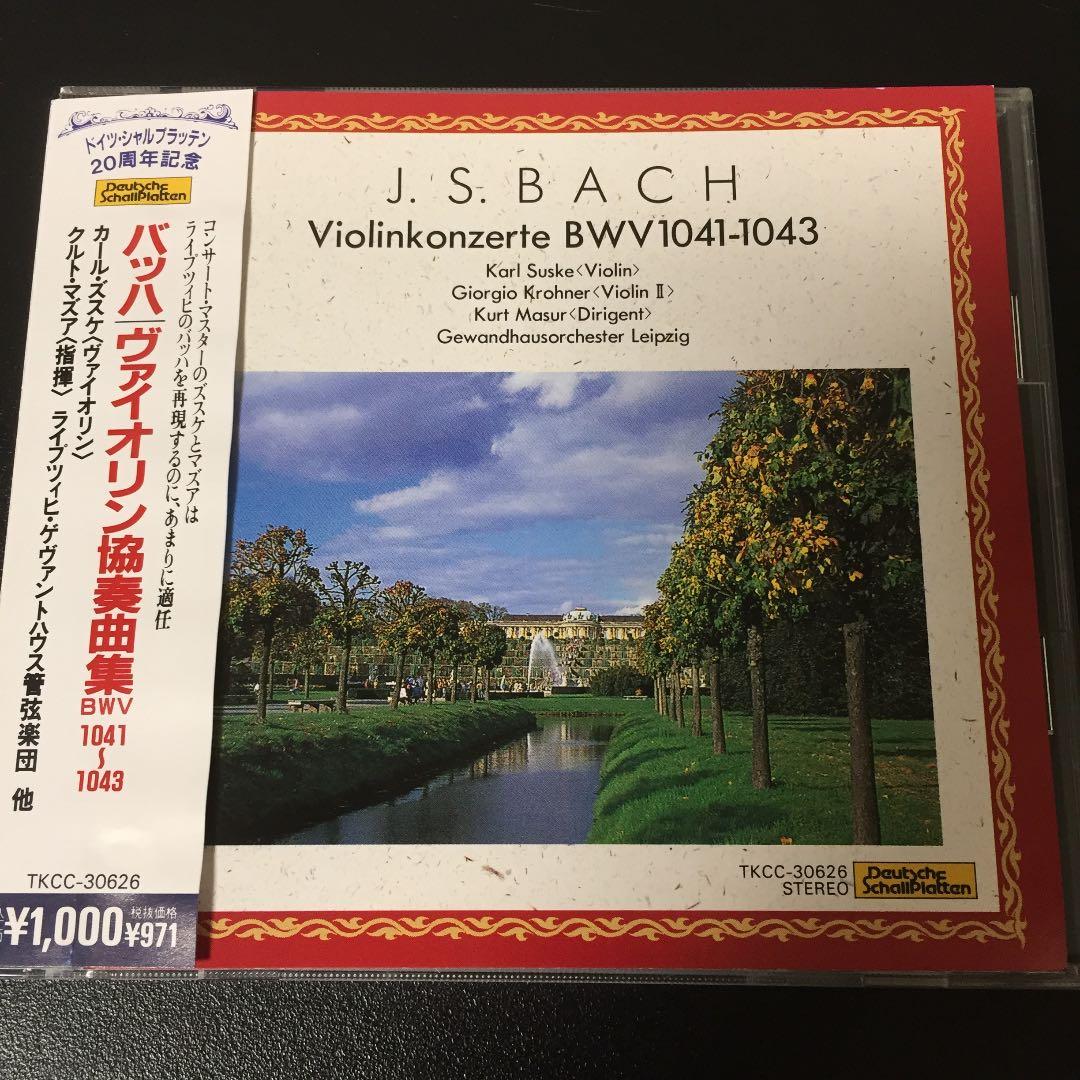 ドイツ・シャルプラッテン
20周年記念
Deutsche
SchallPlatten
コンサート・マスターのズスケとマズアは
ライプツィヒのバッハを再現するのに、あまりに適任
バッハ/ヴァイオリン協奏曲集BWV1041~1043
カール・ズスケ〈ヴァイオリン〉
クルト・マズア〈指揮〉 ライプツィヒ・ゲヴァントハウス管弦楽団 他
TKCC-30626
¥1,000 税抜価格 ¥971
J. S. BACH
Violinkonzerte BWV1041-1043
Karl Suske〈Violin〉
Giorgio Krohner〈Violin II〉
Kurt Masur〈Dirigent〉
Gewandhausorchester Leipzig
TKCC-30626
STEREO
Deutsche
SchallPlatten